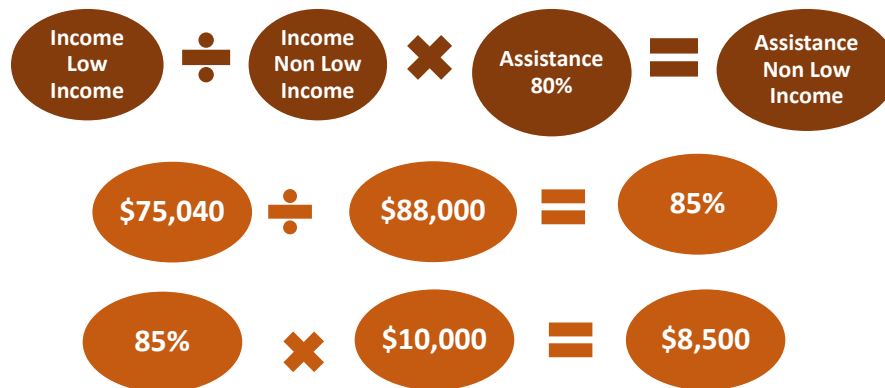 Income
Low
Income
÷
Income
Non Low
Income
×
Assistance
80%
=
Assistance
Non Low
Income
$75,040 ÷ $88,000 = 85%
85% × $10,000 = $8,500